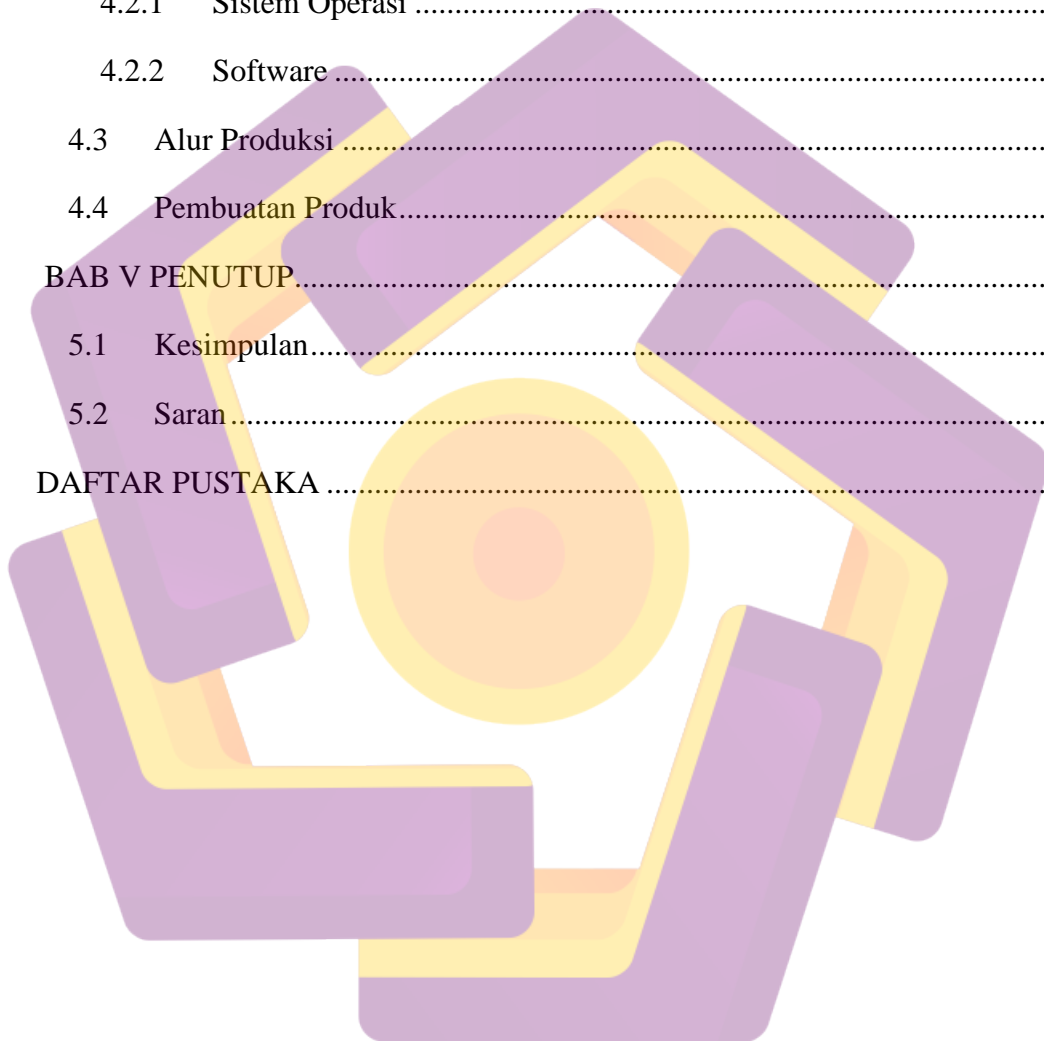 4.2.1 Sistem Operasi ........................................................................
4.2.2 Software ........................................................................
4.3 Alur Produksi ........................................................................
4.4 Pembuatan Produk........................................................................
BAB V PENUTUP........................................................................
5.1 Kesimpulan........................................................................
5.2 Saran ........................................................................
DAFTAR PUSTAKA ........................................................................